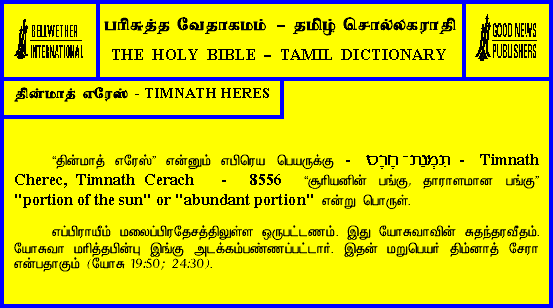 BELLWETHER
INTERNATIONAL
பரிசுத்த வேதாகமம் – தமிழ் சொல்லகராதி
THE HOLY BIBLE – TAMIL DICTIONARY
GOOD NEWS
PUBLISHERS
தின்மாத் எரேஸ் - TIMNATH HERES
“தின்மாத் எரேஸ்” என்னும் எபிரெய பெயருக்கு - תִּמְנַת־חֶרֶס - Timnath
Cherec, Timnath Cerach - 8556 “சூரியனின் பங்கு, தாராளமான பங்கு”
"portion of the sun" or "abundant portion" என்று பொருள்.
எப்பிராயீம் மலைப்பிரதேசத்திலுள்ள ஒருபட்டணம். இது யோசுவாவின் சுதந்தரவீதம்.
யோசுவா மரித்தபின்பு இங்கு அடக்கம்பண்ணப்பட்டார். இதன் மறுபெயர் திம்னாத் சேரா
என்பதாகும் (யோசு 19:50; 24:30).